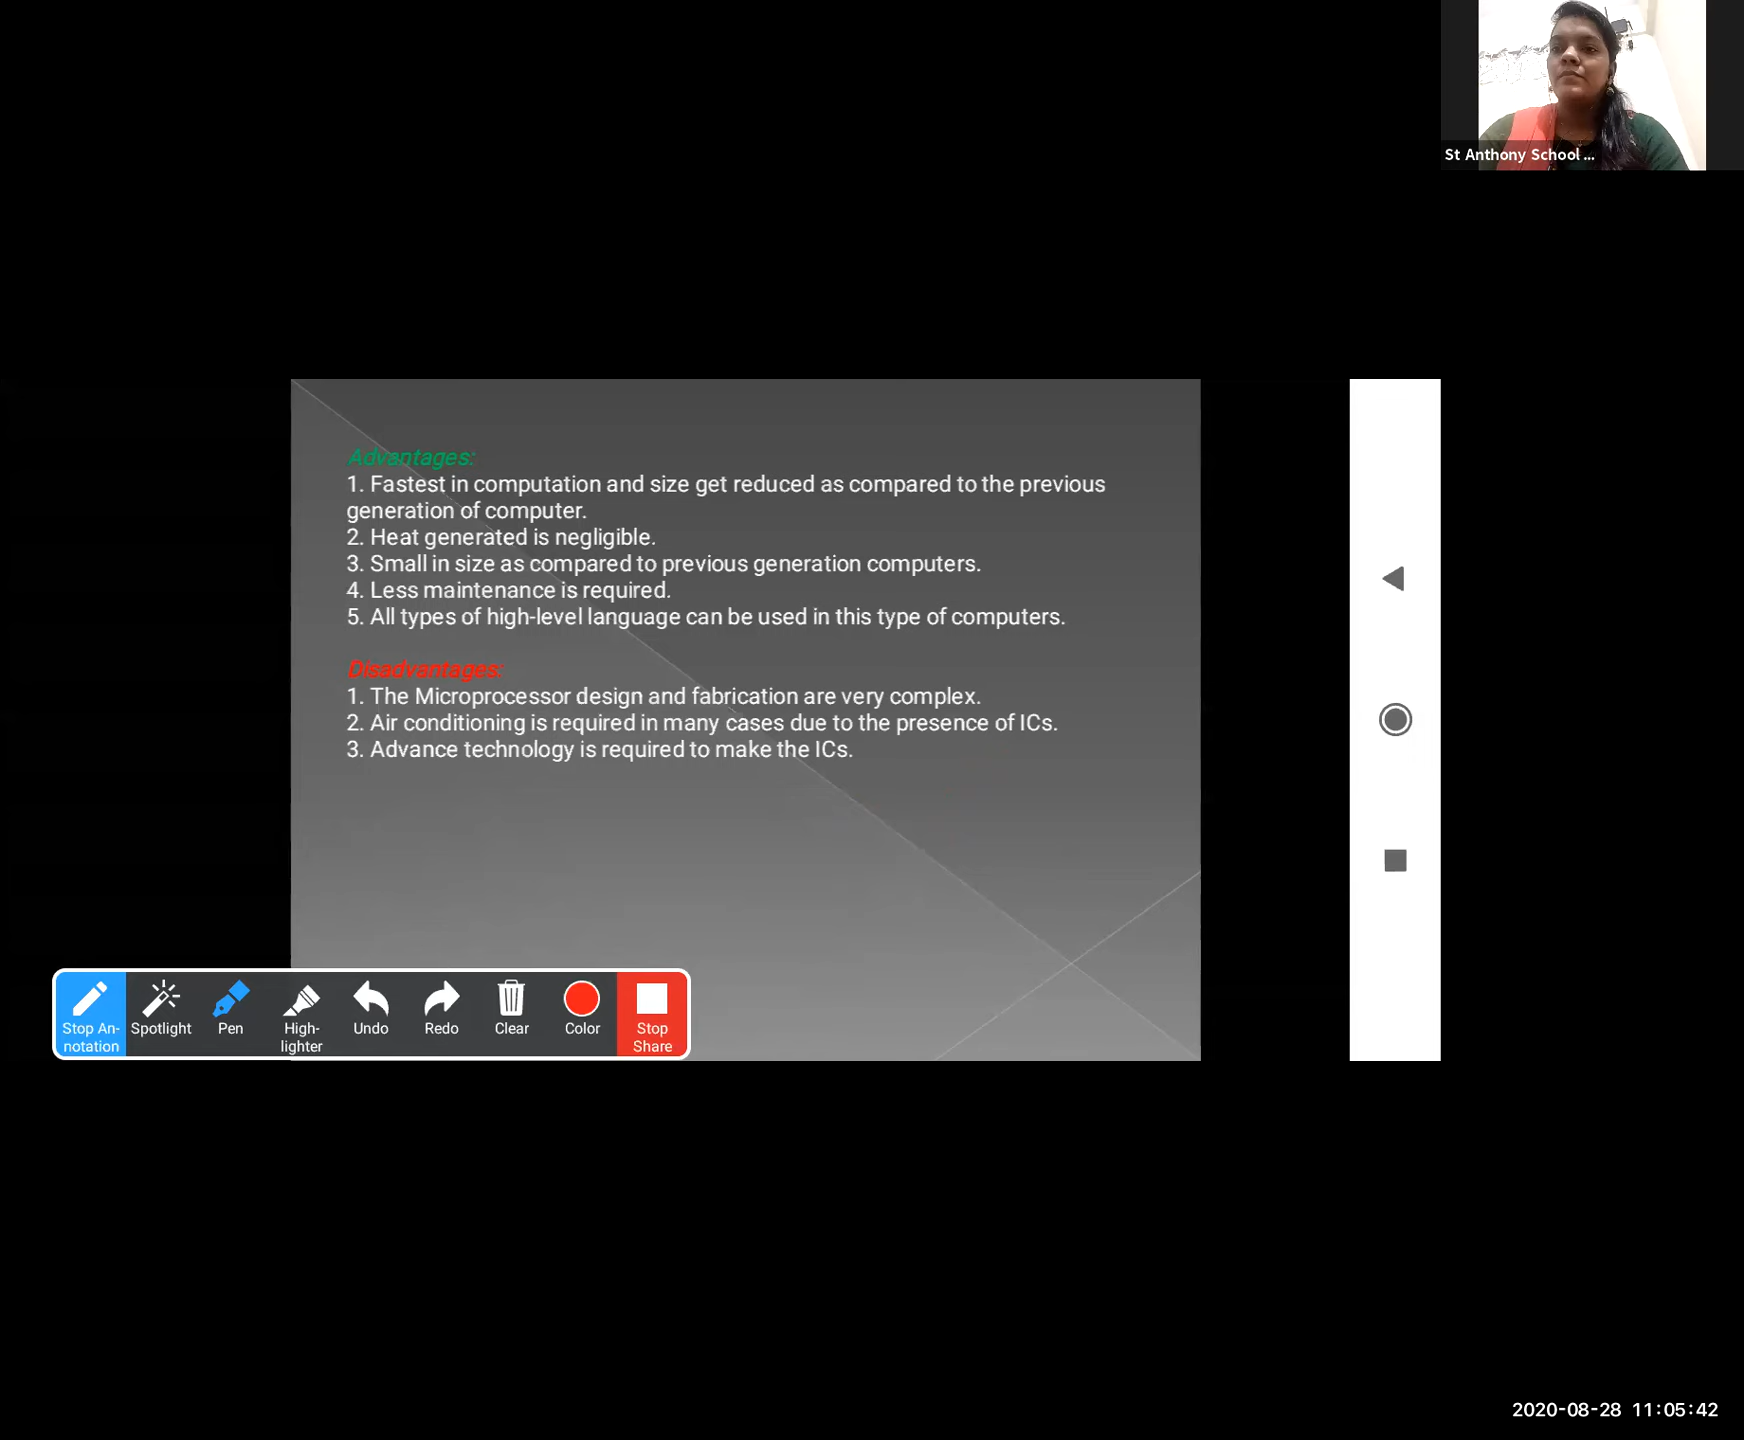 St Anthony School ...
Advantages:
1. Fastest in computation and size get reduced as compared to the previous
generation of computer.
2. Heat generated is negligible.
3. Small in size as compared to previous generation computers.
4. Less maintenance is required.
5. All types of high-level language can be used in this type of computers.
Disadvantages:
1. The Microprocessor design and fabrication are very complex.
2. Air conditioning is required in many cases due to the presence of ICs.
3. Advance technology is required to make the ICs.
Stop An-
notation
Spotlight
Pen
High-
lighter
Undo
Redo
Clear
Color
Stop
Share
2020-08-28 11:05:42